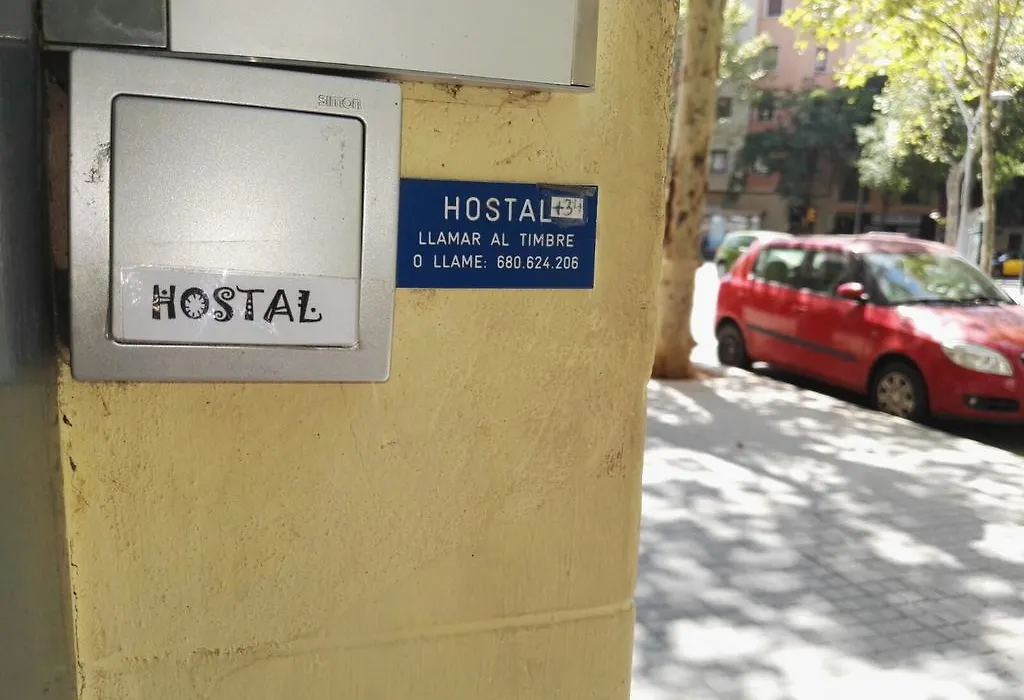 simon
HOSTAL +34
LLAMAR AL TIMBRE
O LLAME: 680.624.206
HOSTAL